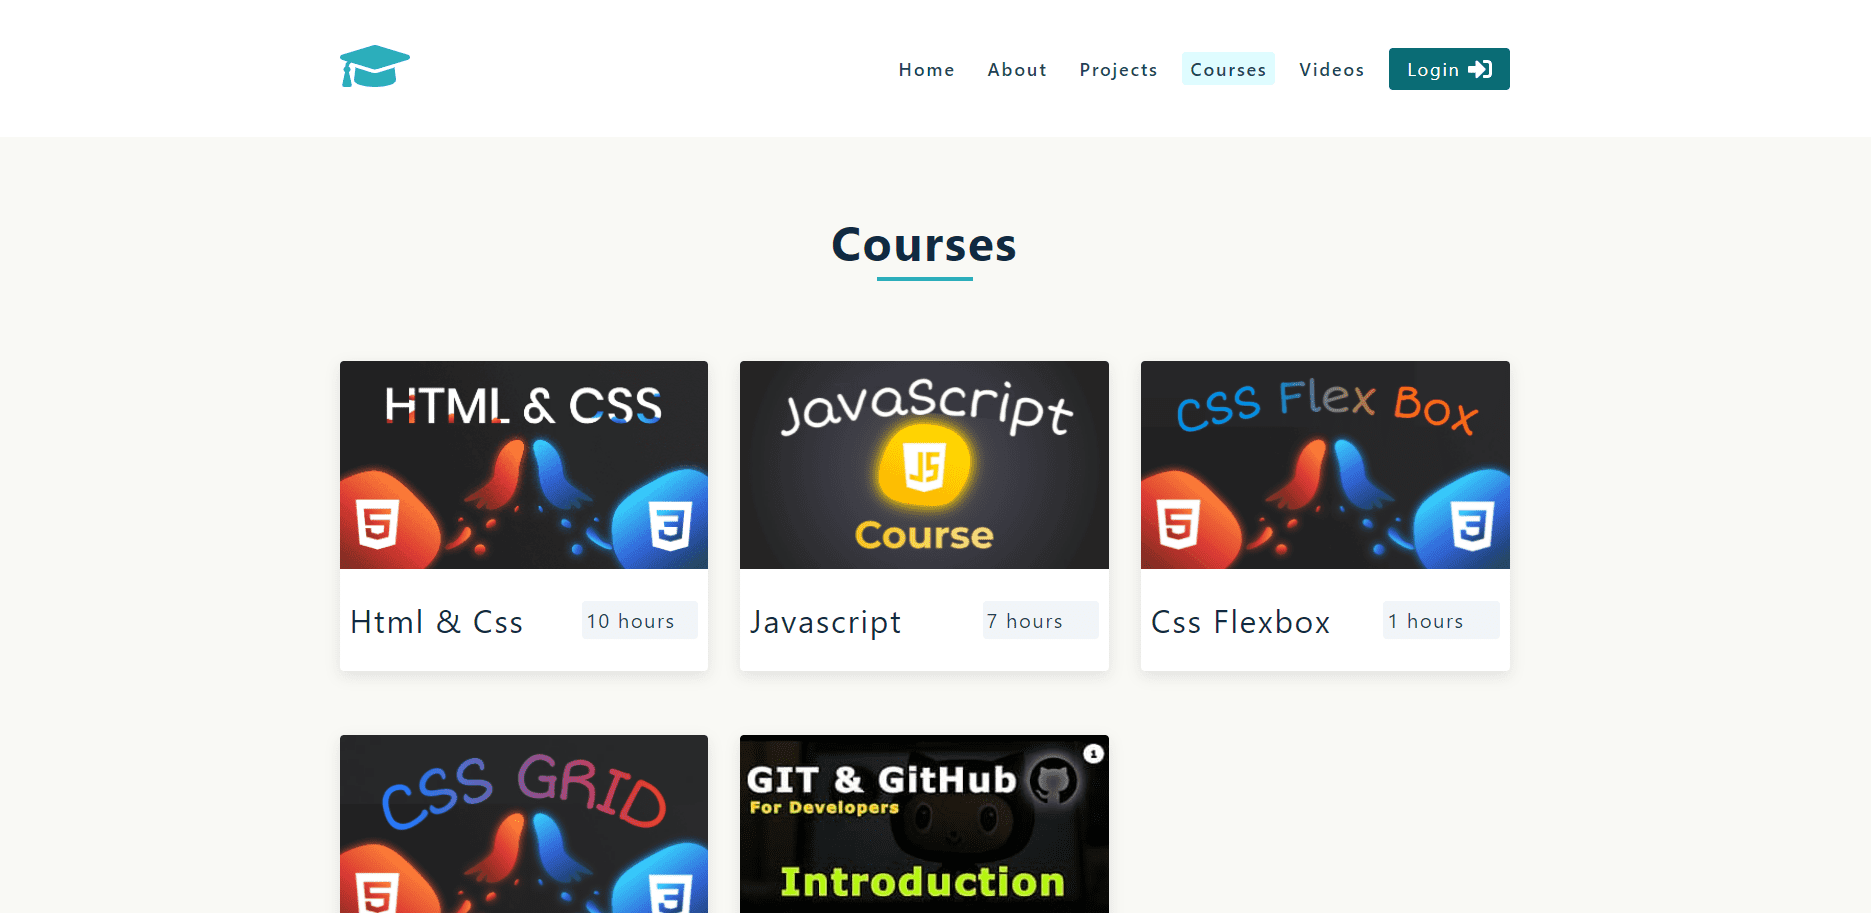 Home About Projects Courses Videos Login
Courses
HTML & CSS
5
3
Html & Css 10 hours
JavaScript
JS
Course
Javascript 7 hours
CSS Flex Box
5
3
Css Flexbox 1 hours
CSS GRID
5
3
1
GIT & GitHub
For Developers
Introduction